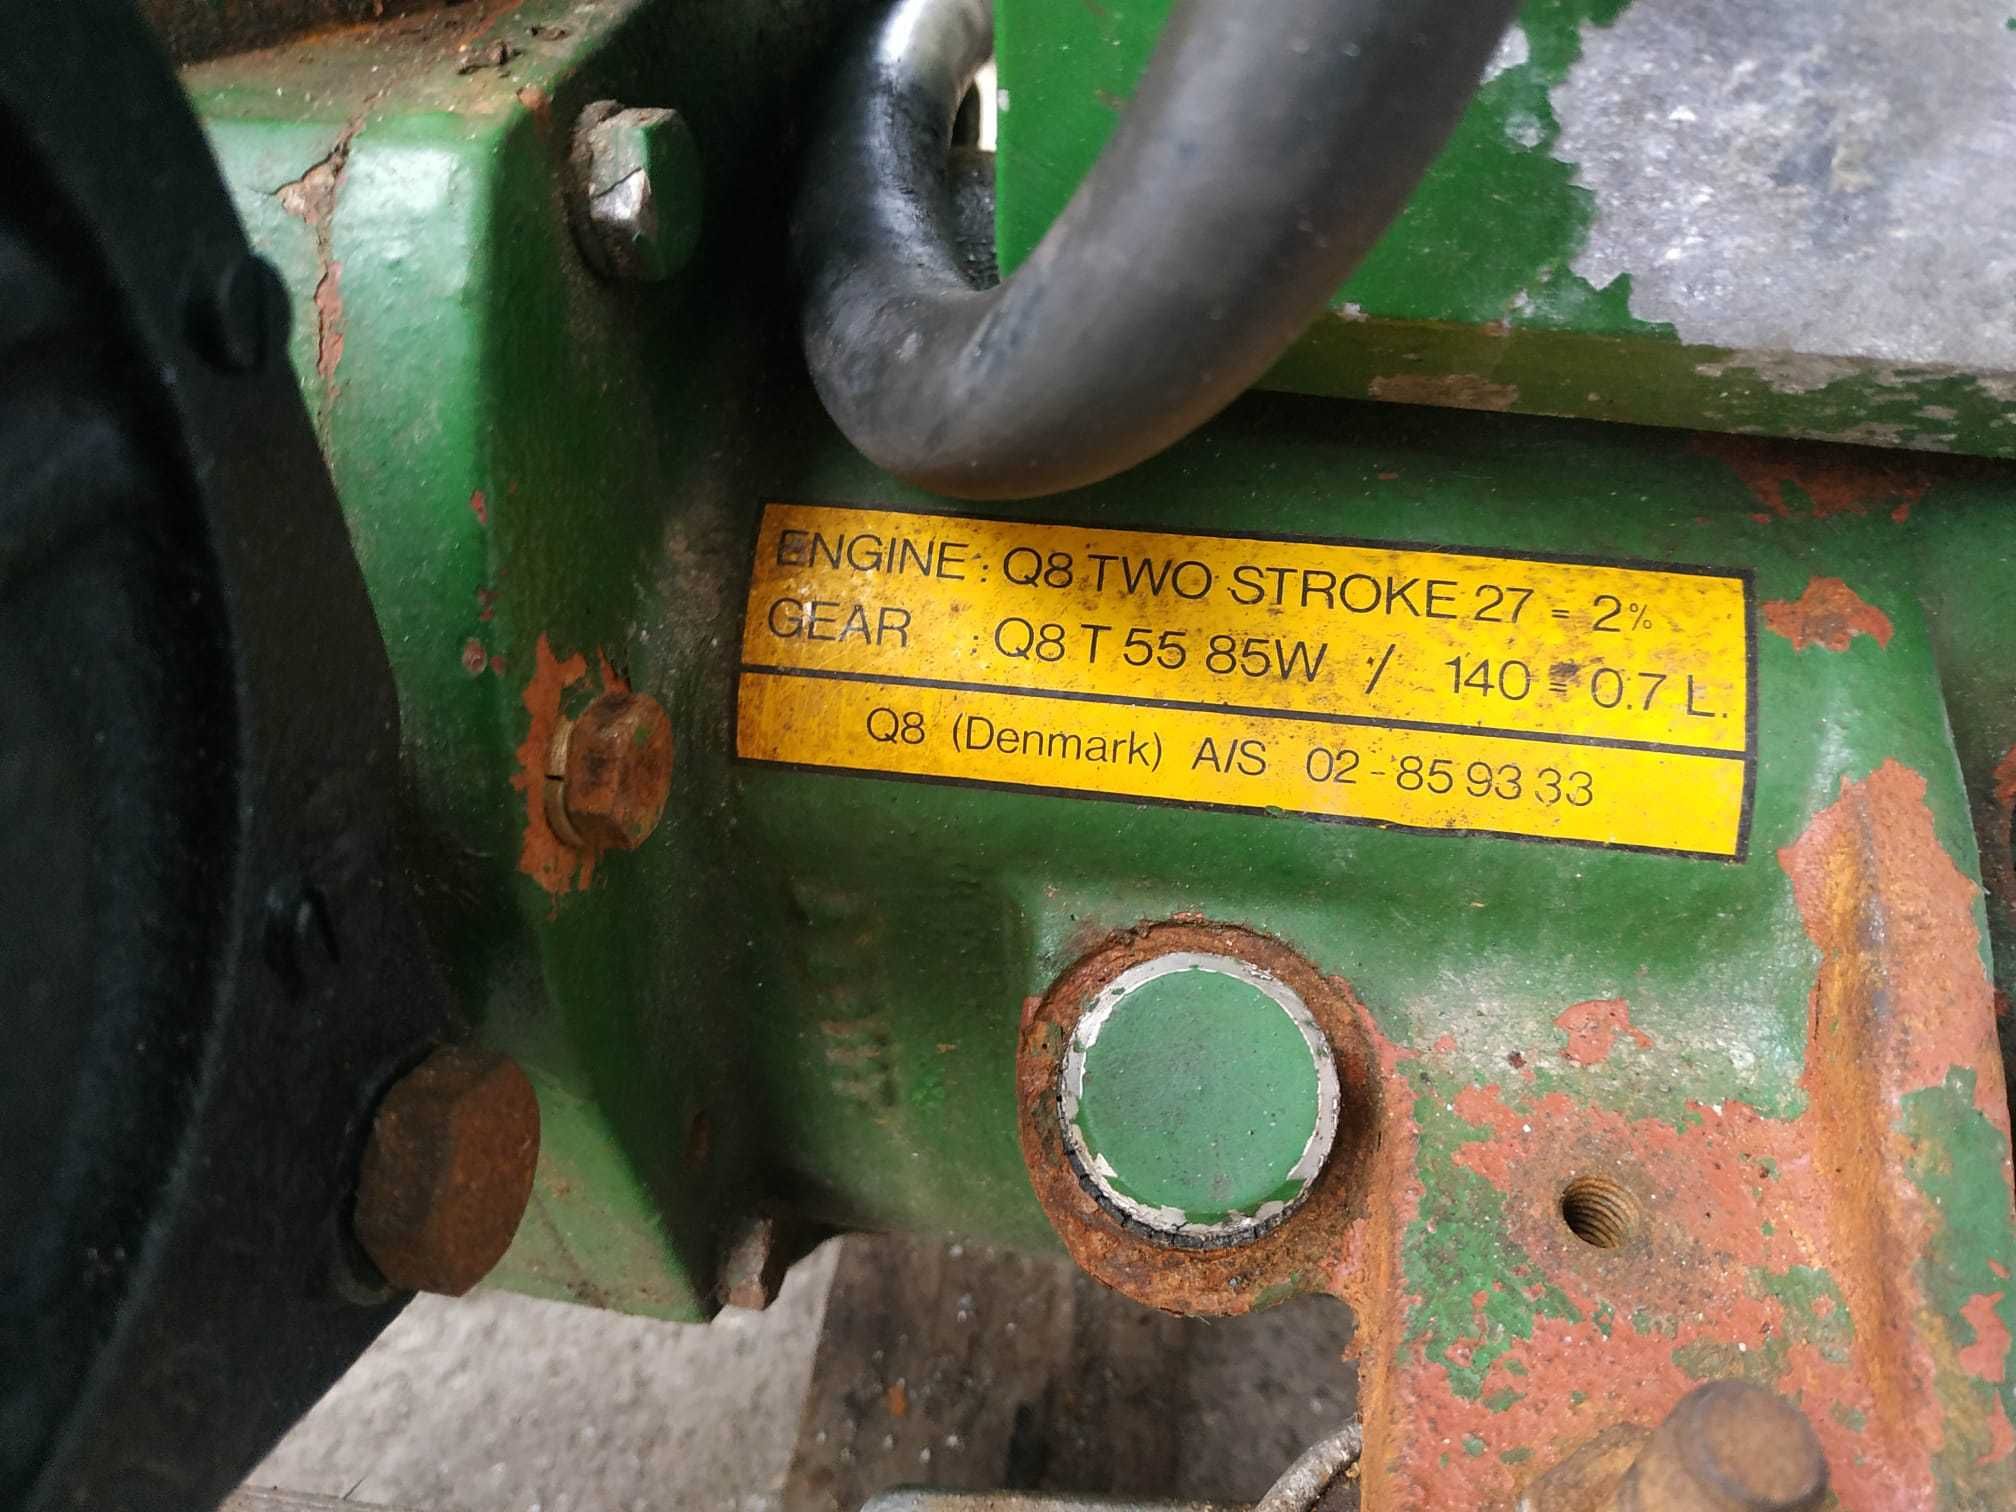 ENGINE : Q8 TWO STROKE 27 = 2%
GEAR : Q8 T 55 85W / 140 = 0.7 L.
Q8 (Denmark) A/S 02-85 93 33